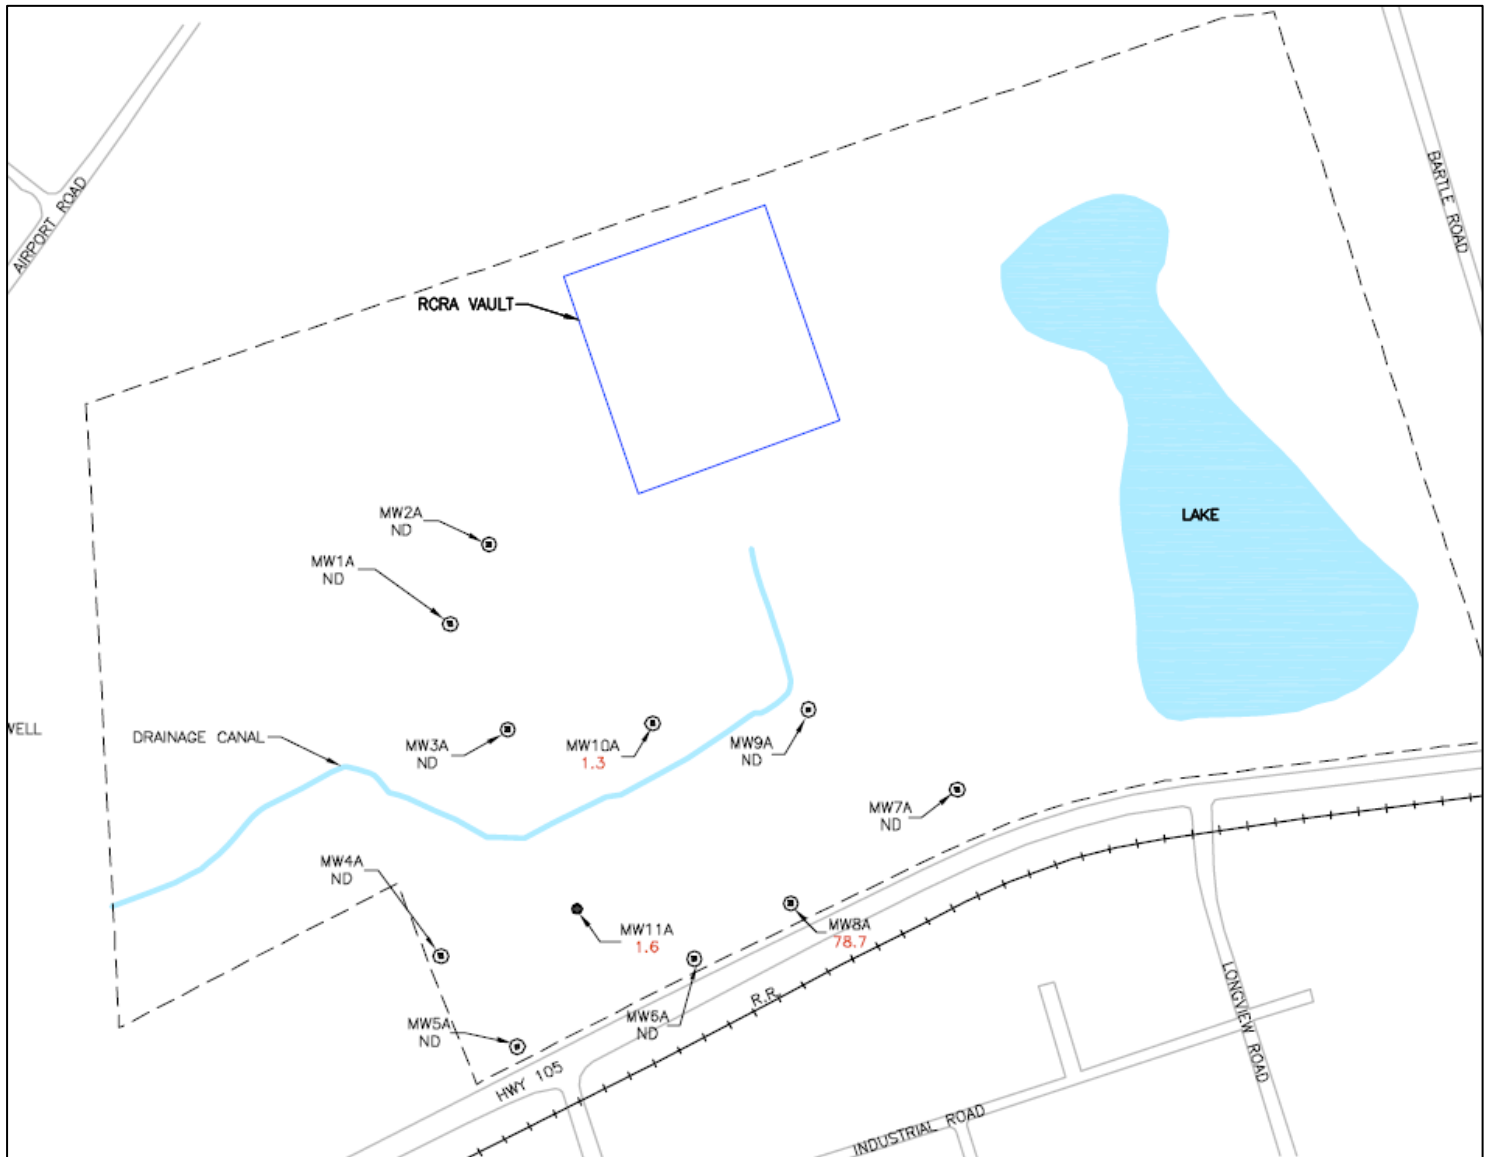 AIRPORT ROAD
BARTLE ROAD
RCRA VAULT
LAKE
MW2A
ND
MW1A
ND
WELL
DRAINAGE CANAL
MW3A
ND
MW10A
1.3
MW9A
ND
MW7A
ND
MW4A
ND
MW11A
1.6
MW8A
78.7
MW5A
ND
MW6A
ND
R.R.
HWY 105
LONGVIEW ROAD
INDUSTRIAL ROAD